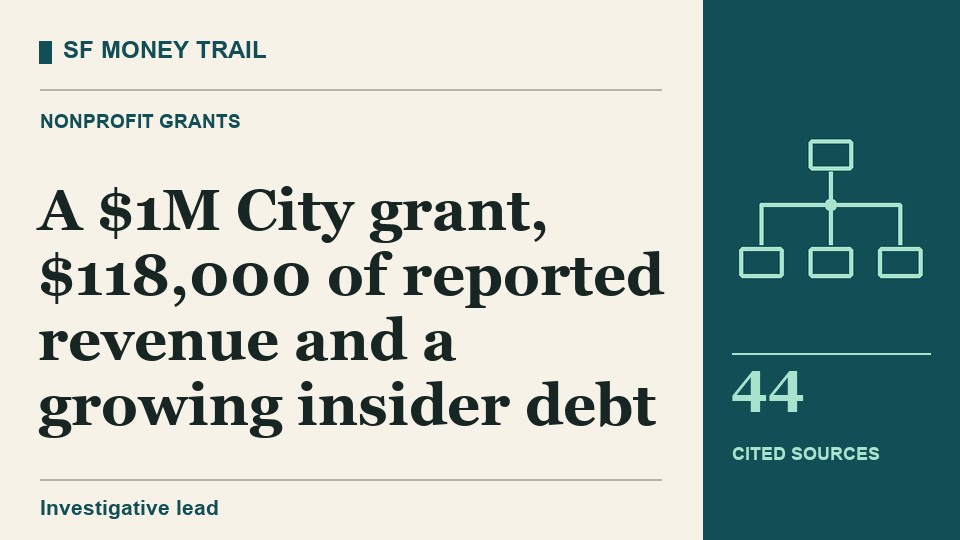 SF MONEY TRAIL
NONPROFIT GRANTS
A $1M City grant,
$118,000 of reported
revenue and a
growing insider debt
Investigative lead
44
CITED SOURCES